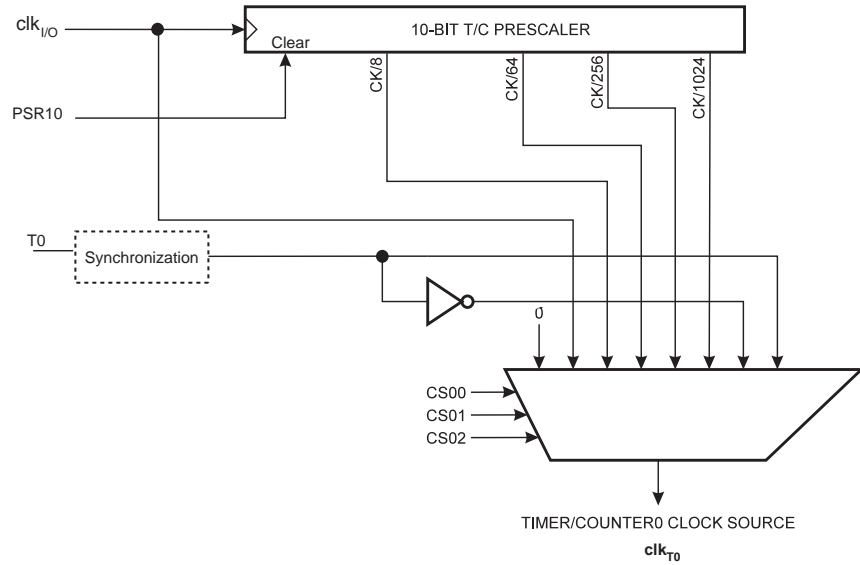 clkI/O
10-BIT T/C PRESCALER
Clear
CK/8
CK/64
CK/256
CK/1024
PSR10
T0
Synchronization
0
CS00
CS01
CS02
TIMER/COUNTER0 CLOCK SOURCE
clkT0